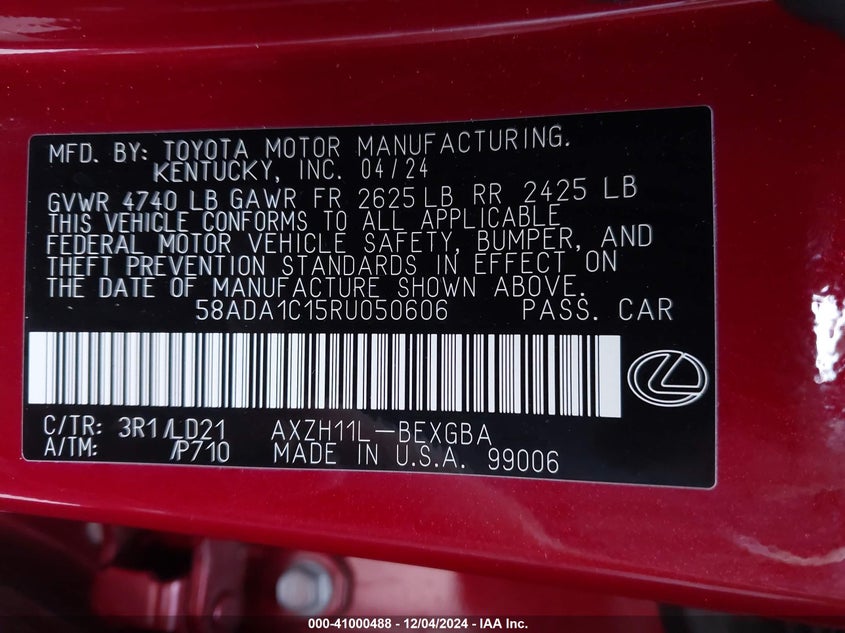 MFD. BY: TOYOTA MOTOR MANUFACTURING.
KENTUCKY, INC. 04/24
GVWR 4740 LB GAWR FR 2625 LB RR 2425 LB
THIS VEHICLE CONFORMS TO ALL APPLICABLE
FEDERAL MOTOR VEHICLE SAFETY, BUMPER, AND
THEFT PREVENTION STANDARDS IN EFFECT ON
THE DATE OF MANUFACTURE SHOWN ABOVE.
58ADA1C15RU050606 PASS. CAR
C/TR: 3R1/LD21 AXZH11L-BEXGBA
A/TM: /P710 MADE IN U.S.A. 99006
000-41000488 - 12/04/2024 - IAA Inc.